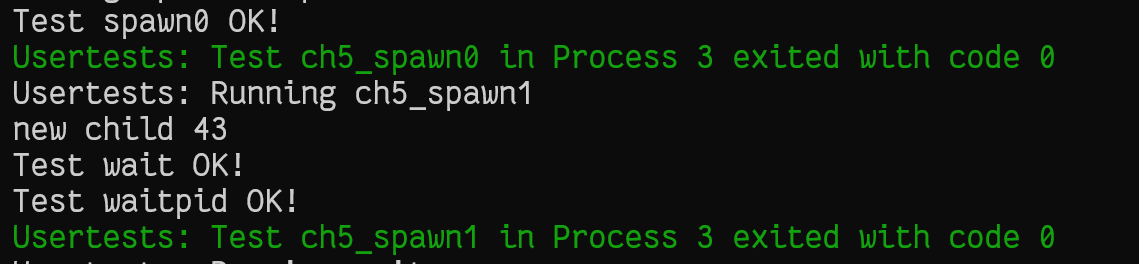 Test spawn0 OK!
Usertests: Test ch5_spawn0 in Process 3 exited with code 0
Usertests: Running ch5_spawn1
new child 43
Test wait OK!
Test waitpid OK!
Usertests: Test ch5_spawn1 in Process 3 exited with code 0